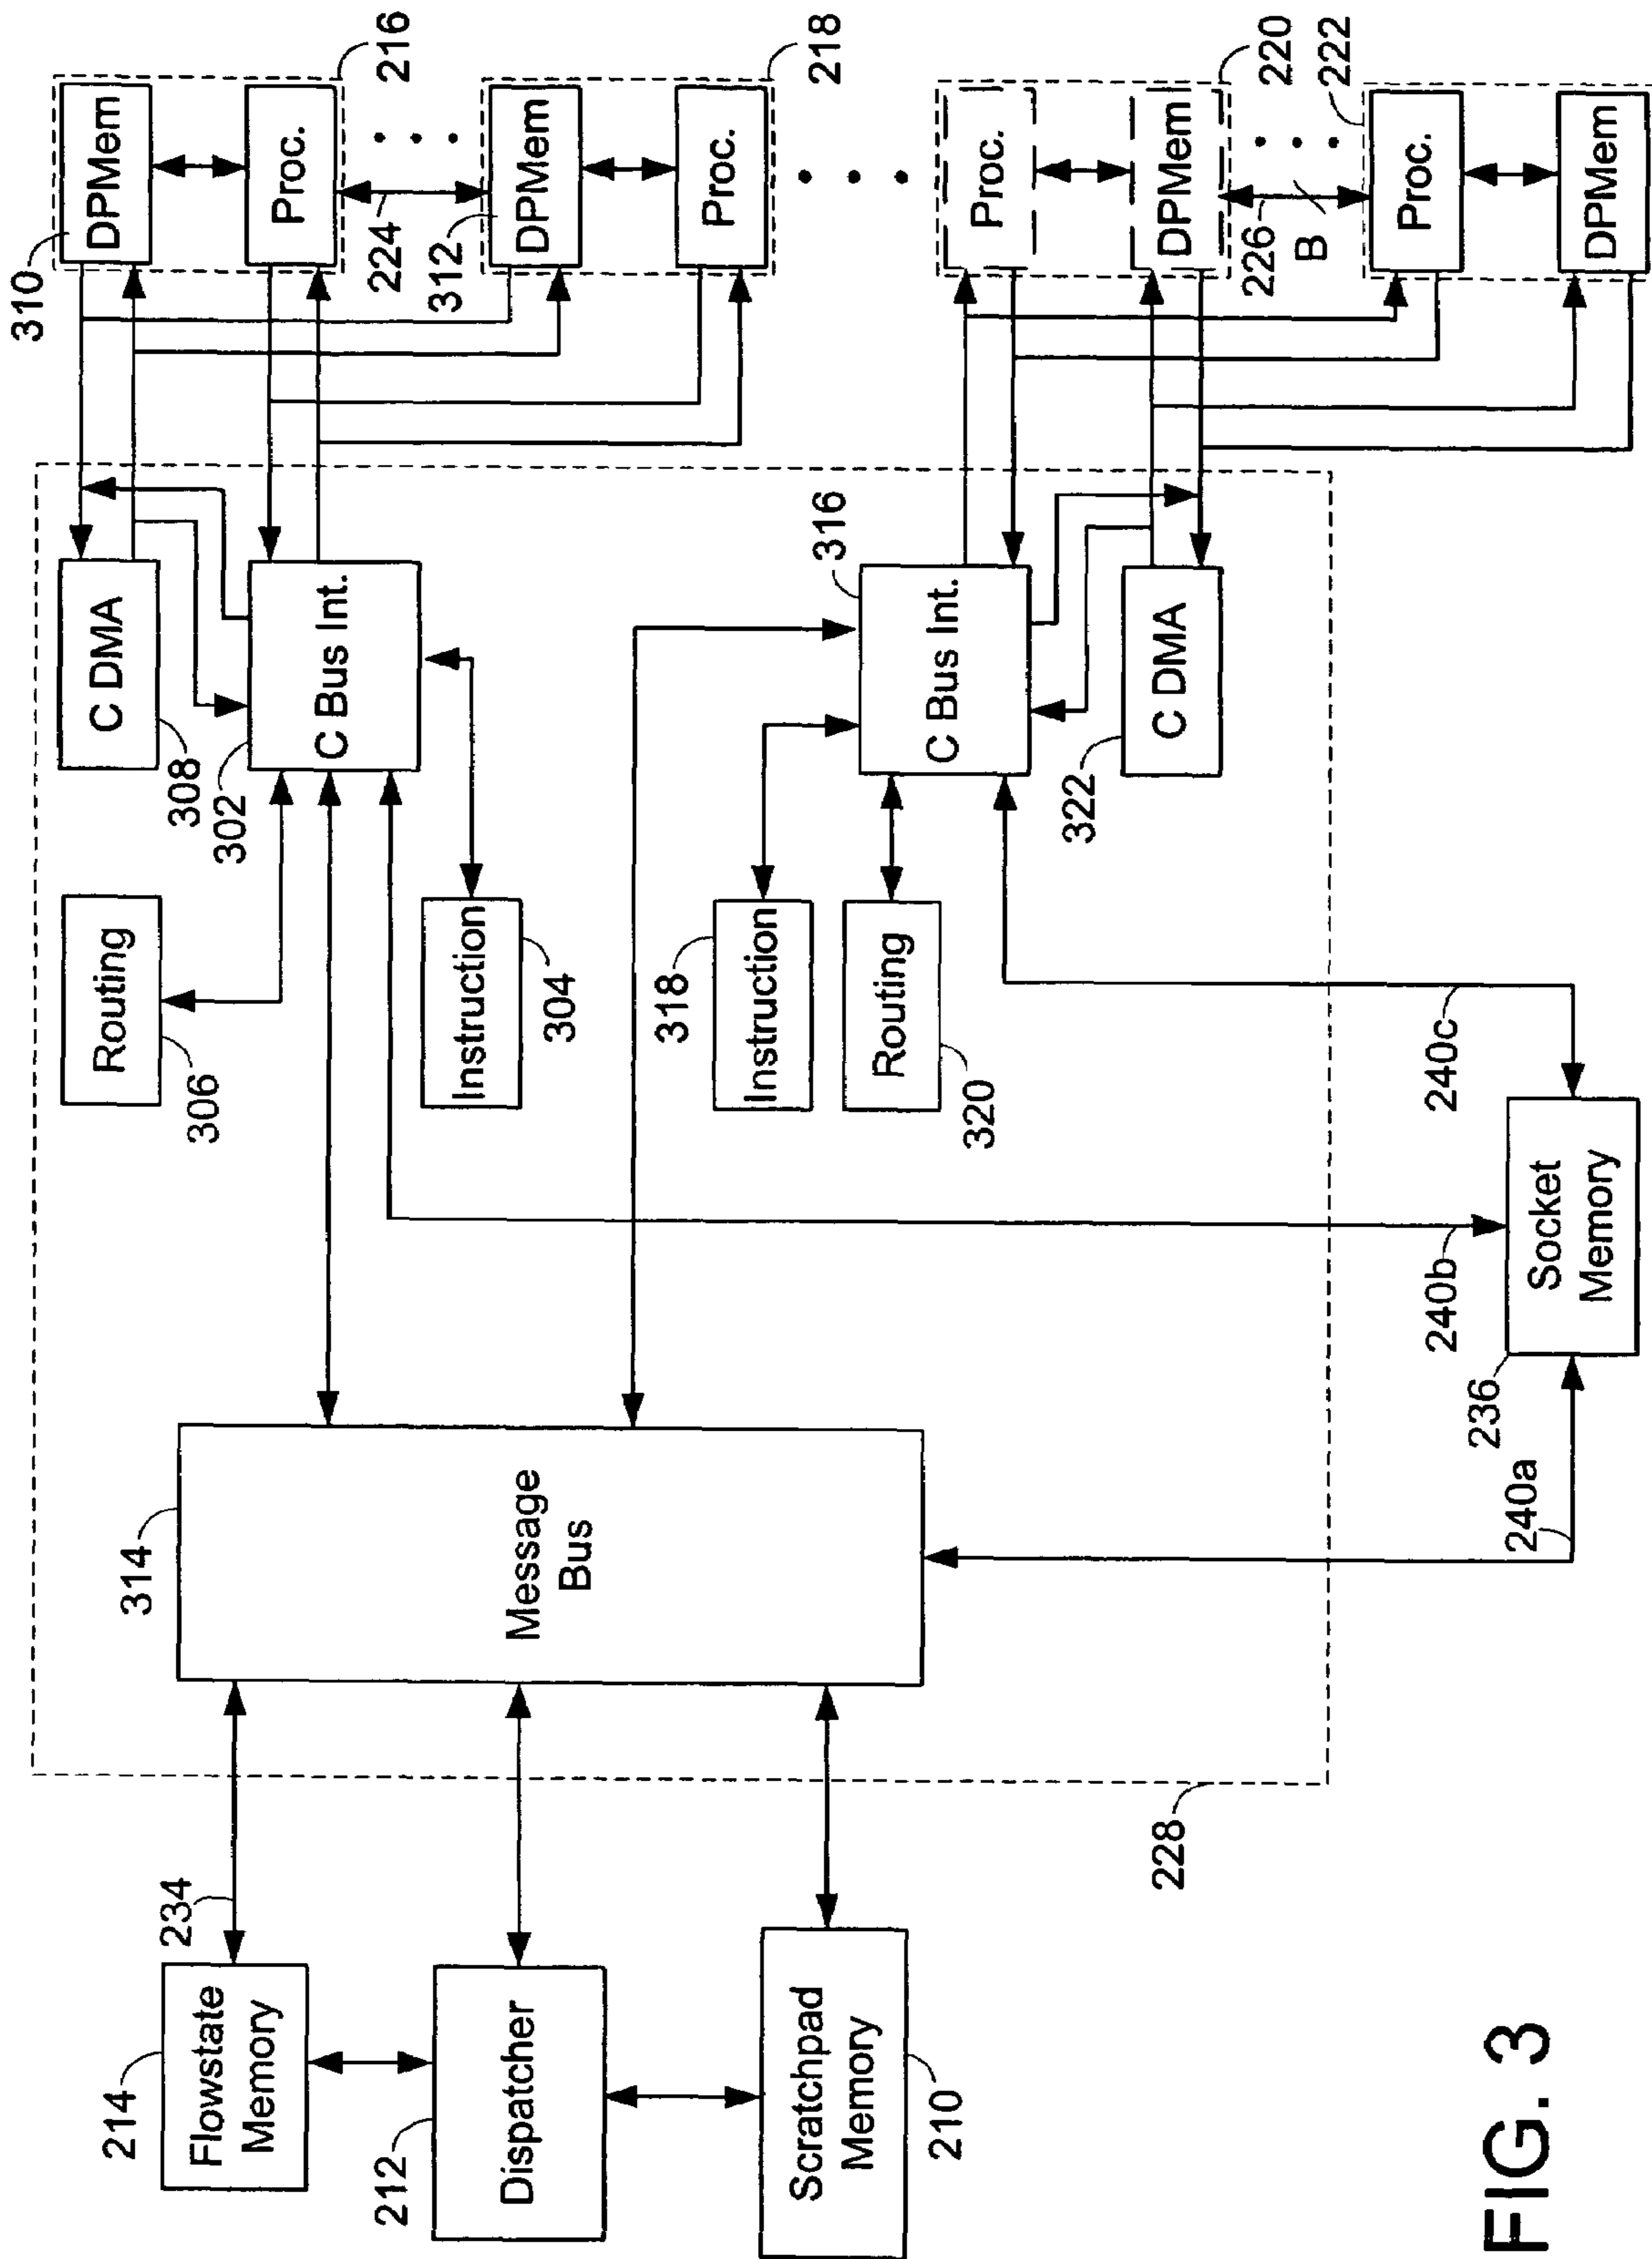 310
DPMem
216
Proc.
224
312
DPMem
218
Proc.
Proc.
220
DPMem
226
B
222
Proc.
DPMem
C DMA
308
302
C Bus Int.
Routing
306
Instruction
304
316
C Bus Int.
318
Instruction
Routing
320
322
C DMA
314
Message
Bus
240c
240b
Socket
Memory
236
240a
228
234
214
Flowstate
Memory
212
Dispatcher
Scratchpad
Memory
210
FIG. 3